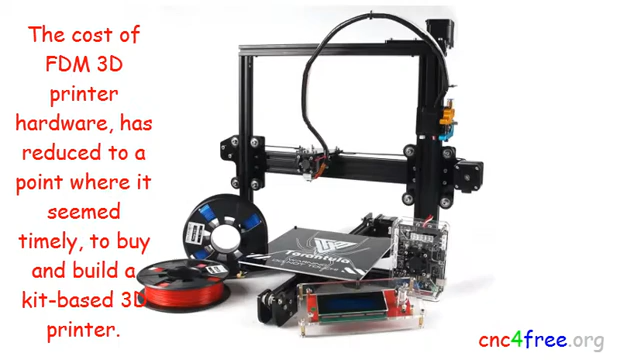 The cost of
FDM 3D
printer
hardware, has
reduced to a
point where it
seemed
timely, to buy
and build a
kit-based 3D
printer.
Tarantula
cnc4free.org